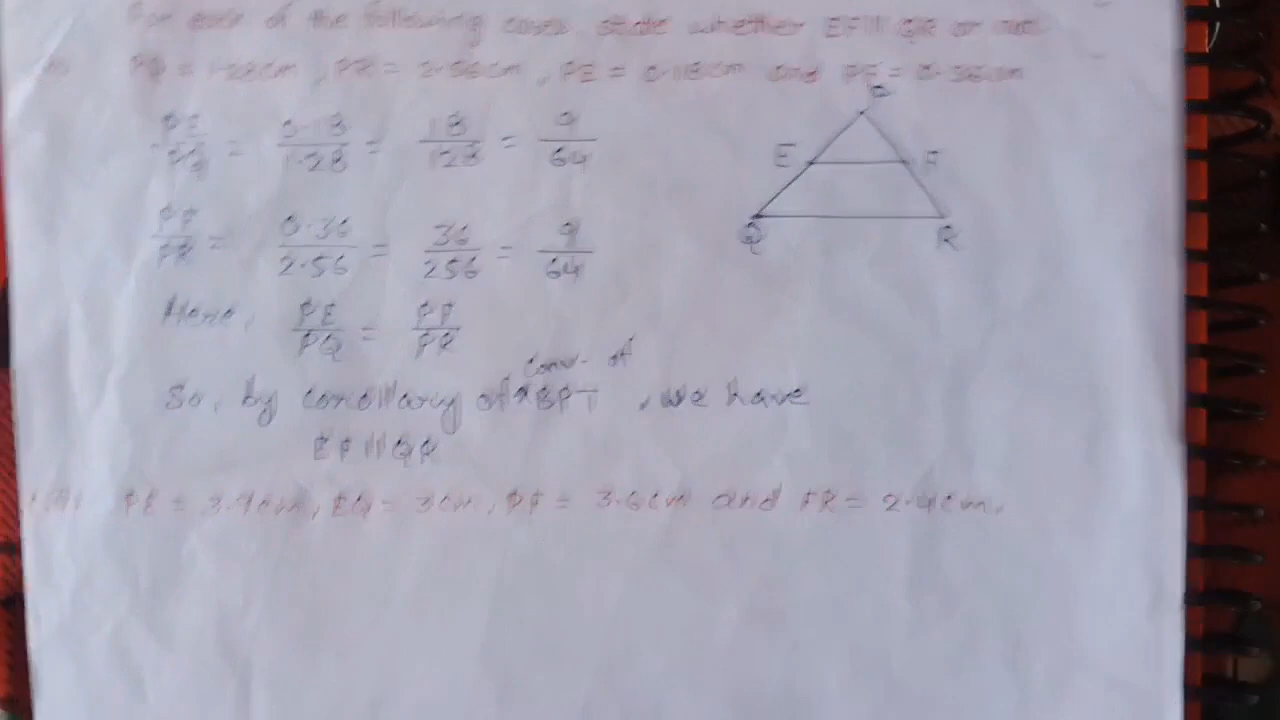 For each of the following cases, state whether EF || QR or not
PQ = 1.28cm, PR = 2.56cm, PE = 0.18cm and PF = 0.36cm
PE/PQ = 0.18/1.28 = 18/128 = 9/64
E F
Q R
PF/PR = 0.36/2.56 = 36/256 = 9/64
Here, PE/PQ = PF/PR
conv. of
So, by corollary of BPT, we have
EF || QR
PE = 3.9cm, EQ = 3cm, PF = 3.6cm and FR = 2.4cm.